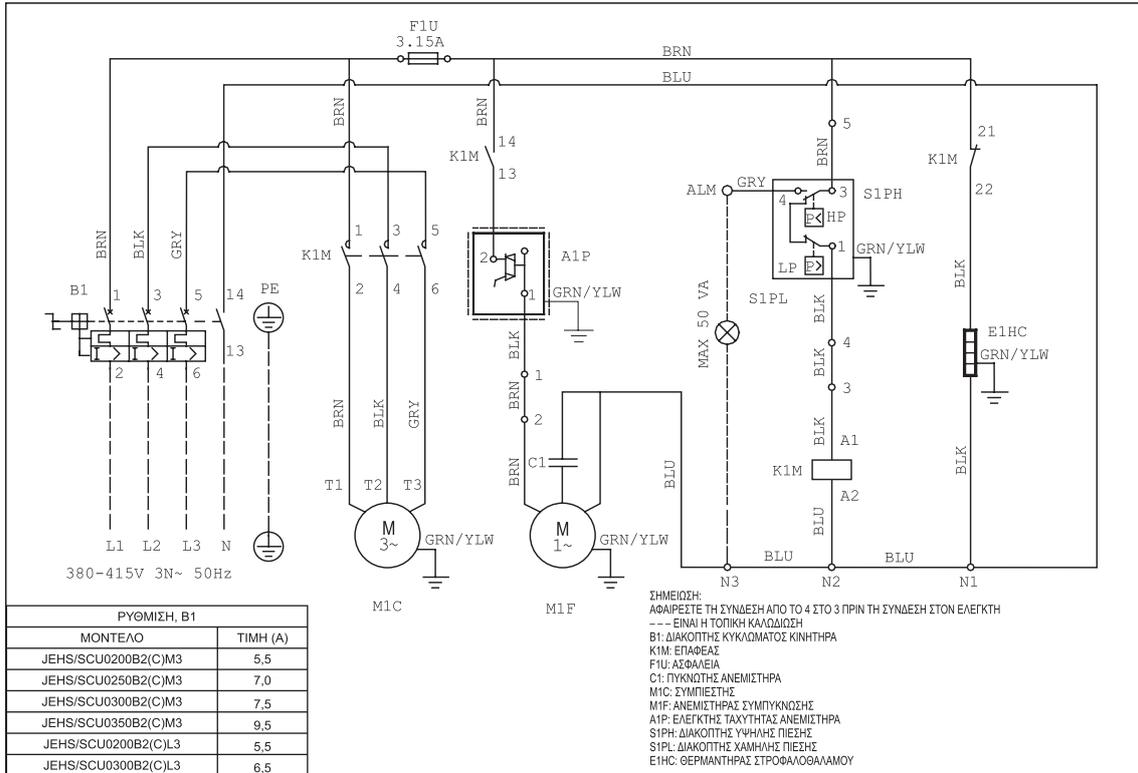 F1U
3.15A
BRN
BLU
BRN
BRN
14
K1M
13
5
BRN
21
K1M
22
ALM
GRY
4
3
S1PH
P<
HP
1
GRN/YLW
LP
P>
S1PL
BRN
BLK
GRY
B1
1
3
5
14
PE
13
2
4
6
I>
I>
I>
K1M
1
3
5
2
4
6
2
A1P
1
GRN/YLW
BLK
1
BRN
2
BRN
C1
BLU
MAX 50 VA
BLK
4
BLK
3
BLK
A1
K1M
A2
BLU
BLK
E1HC
GRN/YLW
BLK
BRN
BLK
GRY
T1
T2
T3
M
3~
GRN/YLW
M1C
M
1~
GRN/YLW
M1F
L1
L2
L3
N
380-415V 3N~ 50Hz
BLU
BLU
N3
N2
N1
ΡΥΘΜΙΣΗ, B1
ΜΟΝΤΕΛΟ ΤΙΜΗ (A)
JEHS/SCU0200B2(C)M3 5,5
JEHS/SCU0250B2(C)M3 7,0
JEHS/SCU0300B2(C)M3 7,5
JEHS/SCU0350B2(C)M3 9,5
JEHS/SCU0200B2(C)L3 5,5
JEHS/SCU0300B2(C)L3 6,5
ΣΗΜΕΙΩΣΗ:
ΑΦΑΙΡΕΣΤΕ ΤΗ ΣΥΝΔΕΣΗ ΑΠΟ ΤΟ 4 ΣΤΟ 3 ΠΡΙΝ ΤΗ ΣΥΝΔΕΣΗ ΣΤΟΝ ΕΛΕΓΚΤΗ
--- ΕΙΝΑΙ Η ΤΟΠΙΚΗ ΚΑΛΩΔΙΩΣΗ
B1: ΔΙΑΚΟΠΤΗΣ ΚΥΚΛΩΜΑΤΟΣ ΚΙΝΗΤΗΡΑ
K1M: ΕΠΑΦΕΑΣ
F1U: ΑΣΦΑΛΕΙΑ
C1: ΠΥΚΝΩΤΗΣ ΑΝΕΜΙΣΤΗΡΑ
M1C: ΣΥΜΠΙΕΣΤΗΣ
M1F: ΑΝΕΜΙΣΤΗΡΑΣ ΣΥΜΠΥΚΝΩΣΗΣ
A1P: ΕΛΕΓΚΤΗΣ ΤΑΧΥΤΗΤΑΣ ΑΝΕΜΙΣΤΗΡΑ
S1PH: ΔΙΑΚΟΠΤΗΣ ΥΨΗΛΗΣ ΠΙΕΣΗΣ
S1PL: ΔΙΑΚΟΠΤΗΣ ΧΑΜΗΛΗΣ ΠΙΕΣΗΣ
E1HC: ΘΕΡΜΑΝΤΗΡΑΣ ΣΤΡΟΦΑΛΟΘΑΛΑΜΟΥ